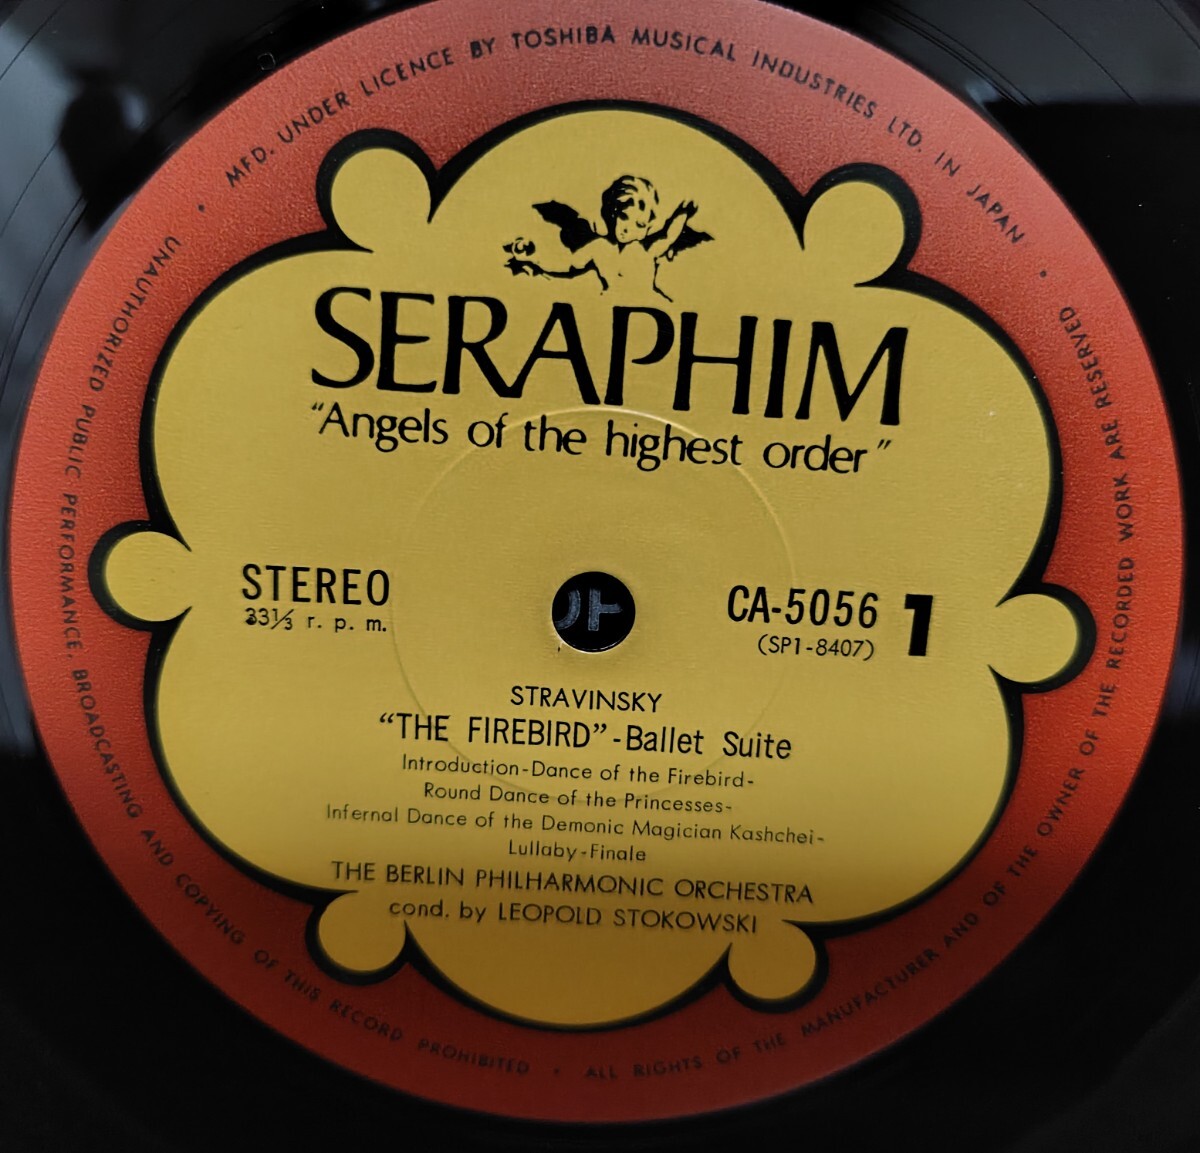 MFD. UNDER LICENCE BY TOSHIBA MUSICAL INDUSTRIES LTD. IN JAPAN •
SERAPHIM
"Angels of the highest order"
STEREO
33⅓ r. p. m.
CA-5056 1
(SP1-8407)
STRAVINSKY
"THE FIREBIRD"-Ballet Suite
Introduction-Dance of the Firebird-
Round Dance of the Princesses-
Infernal Dance of the Demonic Magician Kashchei-
Lullaby-Finale
THE BERLIN PHILHARMONIC ORCHESTRA
cond. by LEOPOLD STOKOWSKI
ALL RIGHTS OF THE MANUFACTURER AND OF THE OWNER OF THE RECORDED WORK ARE RESERVED •
UNAUTHORIZED PUBLIC PERFORMANCE, BROADCASTING AND COPYING OF THIS RECORD PROHIBITED •